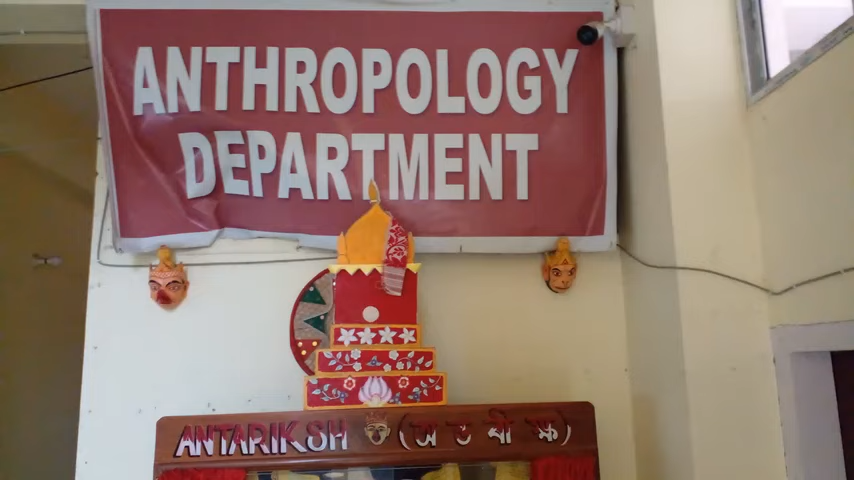 ANTHROPOLOGY
DEPARTMENT
ANTARIKSH (অ ত ৰী ক্ষ)